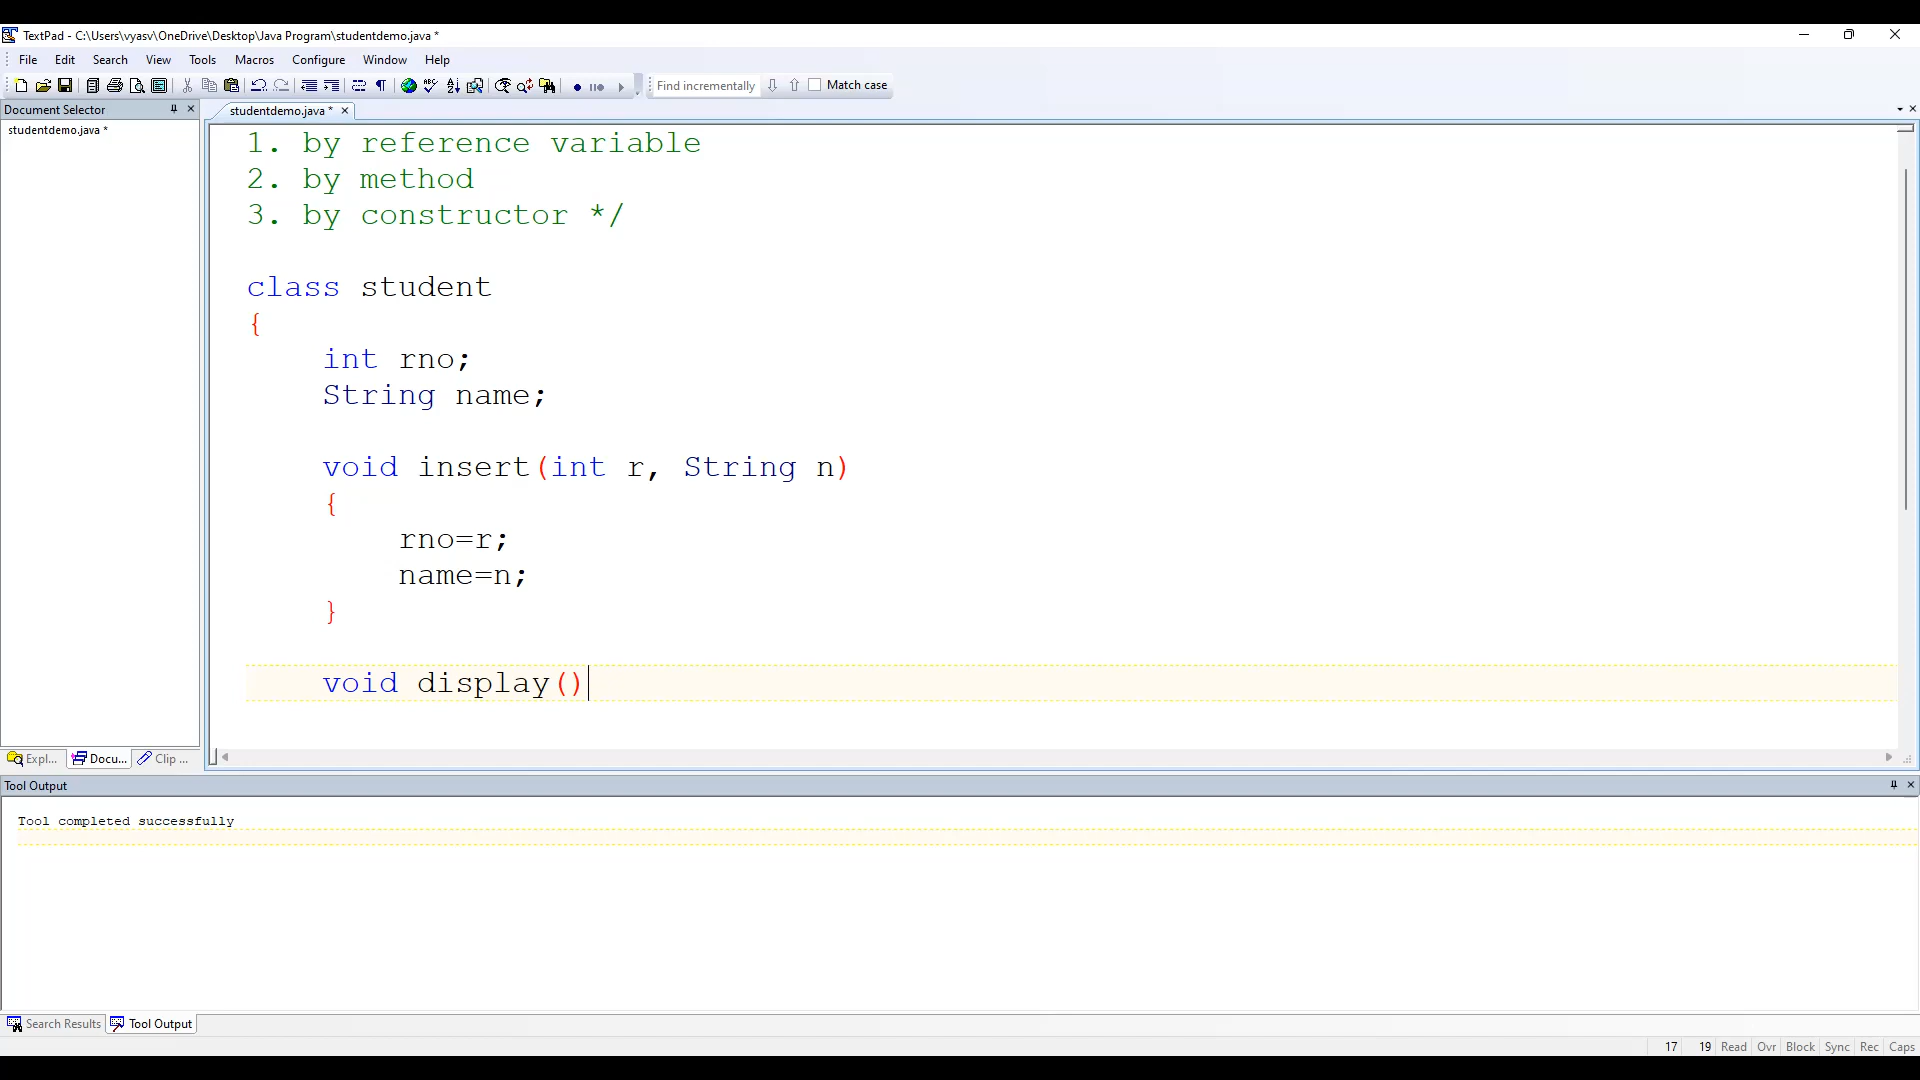 TextPad - C:\Users\vyasv\OneDrive\Desktop\Java Program\studentdemo.java *
File Edit Search View Tools Macros Configure Window Help
Find incrementally Match case
Document Selector
studentdemo.java *
studentdemo.java *
1. by reference variable
2. by method
3. by constructor */
class student
{
int rno;
String name;
void insert(int r, String n)
{
rno=r;
name=n;
}
void display()
Expl... Docu... Clip ...
Tool Output
Tool completed successfully
Search Results Tool Output
17 19 Read Ovr Block Sync Rec Caps